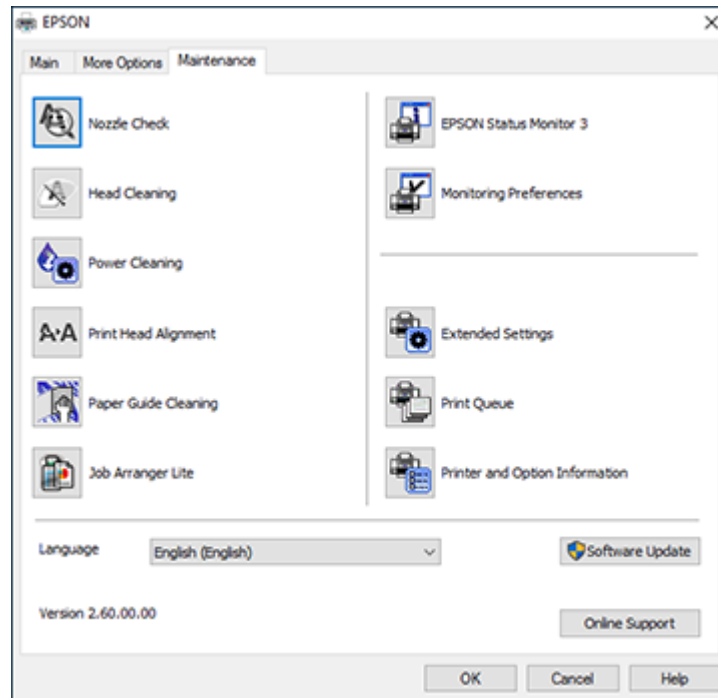 EPSON
Main
More Options
Maintenance
Nozzle Check
Head Cleaning
Power Cleaning
Print Head Alignment
Paper Guide Cleaning
Job Arranger Lite
EPSON Status Monitor 3
Monitoring Preferences
Extended Settings
Print Queue
Printer and Option Information
Language
English (English)
Software Update
Version 2.60.00.00
Online Support
OK
Cancel
Help